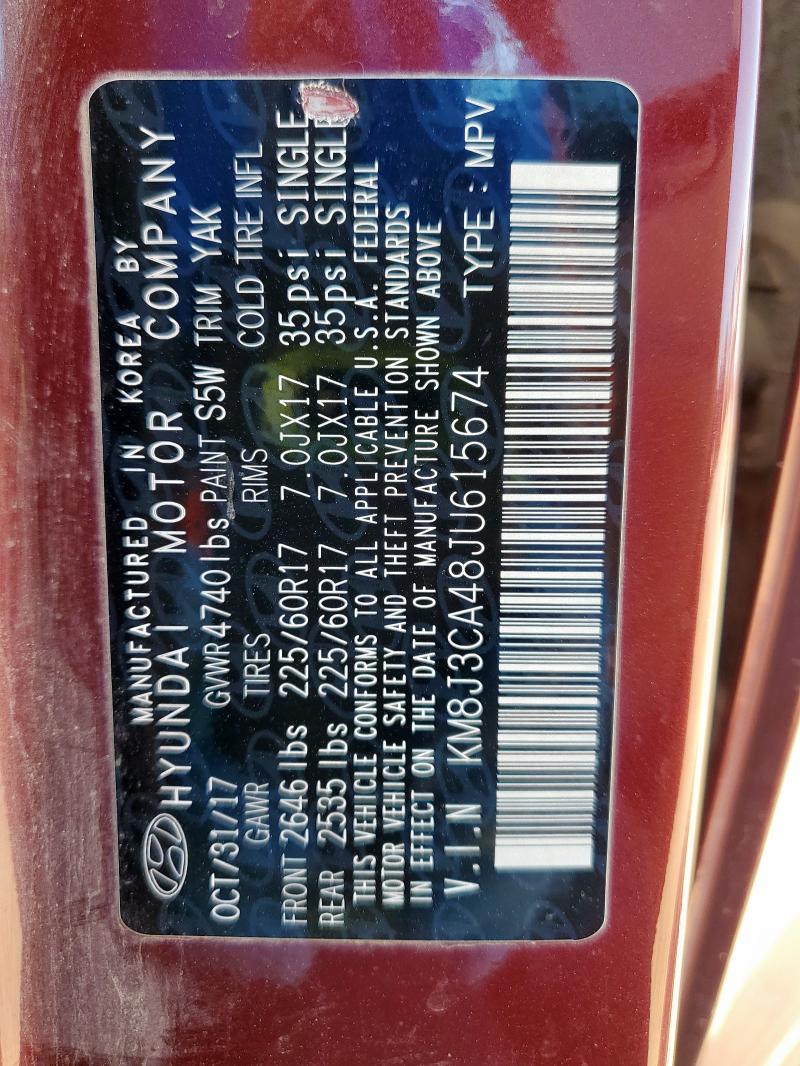 MANUFACTURED IN KOREA BY
HYUNDAI MOTOR COMPANY
OCT/31/17 GVWR 4740 lbs PAINT S5W TRIM YAK
GAWR TIRES RIMS COLD TIRE INFL
FRONT 2646 lbs 225/60R17 7 0JX17 35psi SINGLE
REAR 2535 lbs 225/60R17 7 0JX17 35psi SINGLE
THIS VEHICLE CONFORMS TO ALL APPLICABLE U.S.A. FEDERAL
MOTOR VEHICLE SAFETY AND THEFT PREVENTION STANDARDS
IN EFFECT ON THE DATE OF MANUFACTURE SHOWN ABOVE
V.I.N KM8J3CA48JU615674 TYPE : MPV